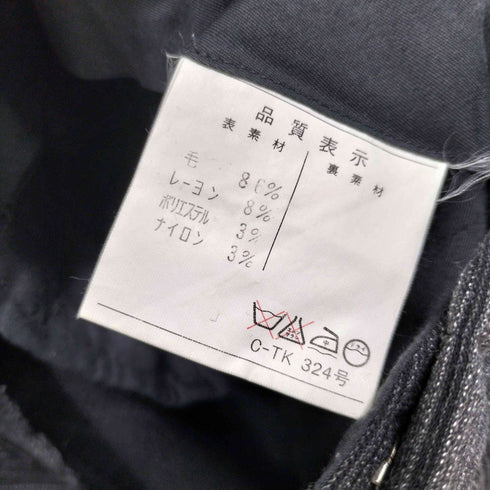 品質表示
表素材 裏素材
毛 86%
レーヨン 8%
ポリエステル 3%
ナイロン 3%
中
C-TK 324号